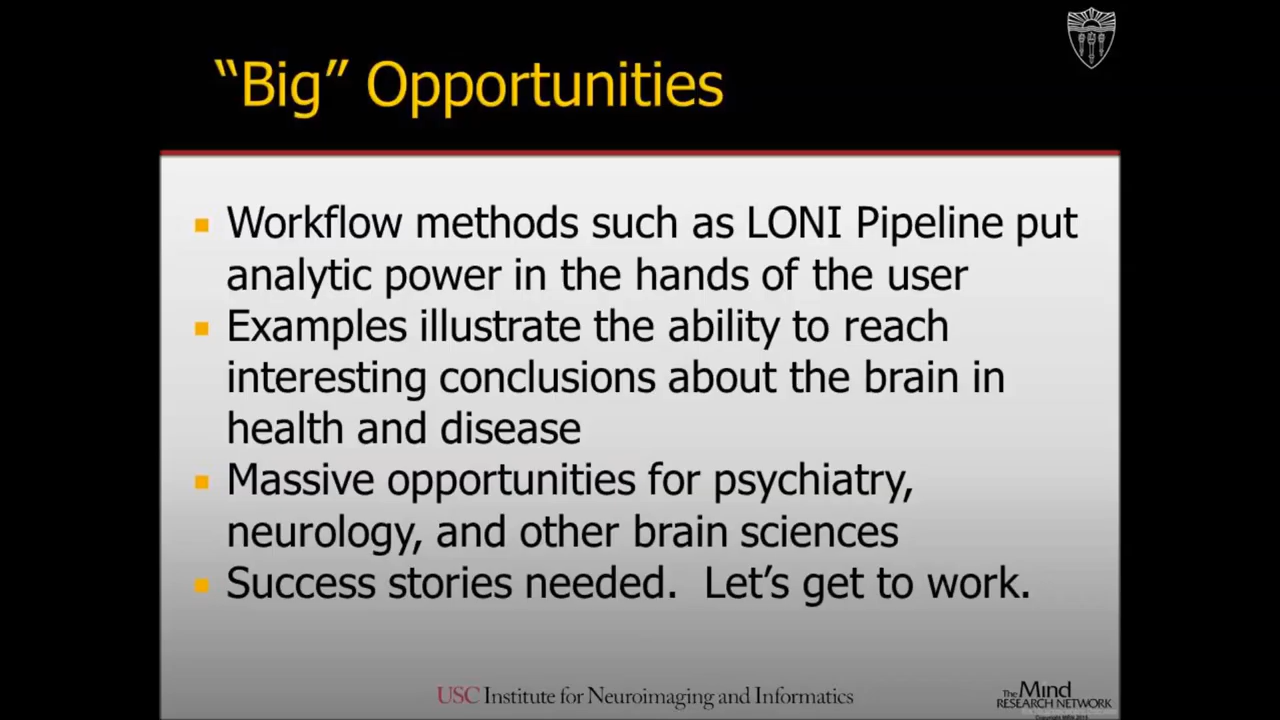 “Big” Opportunities
Workflow methods such as LONI Pipeline put
analytic power in the hands of the user
Examples illustrate the ability to reach
interesting conclusions about the brain in
health and disease
Massive opportunities for psychiatry,
neurology, and other brain sciences
Success stories needed.  Let’s get to work.
USC Institute for Neuroimaging and Informatics
The Mind
RESEARCH NETWORK